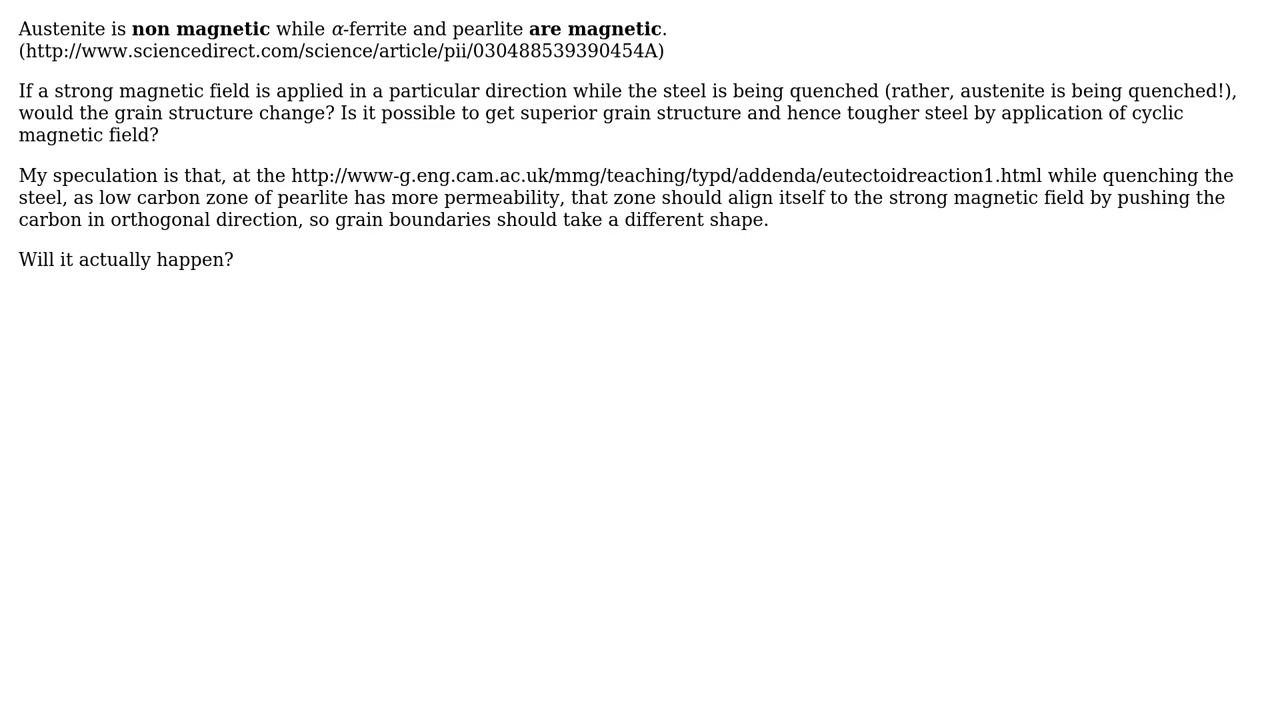 Austenite is non magnetic while α-ferrite and pearlite are magnetic.
(http://www.sciencedirect.com/science/article/pii/030488539390454A)
If a strong magnetic field is applied in a particular direction while the steel is being quenched (rather, austenite is being quenched!),
would the grain structure change? Is it possible to get superior grain structure and hence tougher steel by application of cyclic
magnetic field?
My speculation is that, at the http://www-g.eng.cam.ac.uk/mmg/teaching/typd/addenda/eutectoidreaction1.html while quenching the
steel, as low carbon zone of pearlite has more permeability, that zone should align itself to the strong magnetic field by pushing the
carbon in orthogonal direction, so grain boundaries should take a different shape.
Will it actually happen?